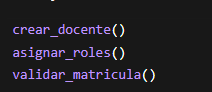 crear_docente()
asignar_roles()
validar_matricula()